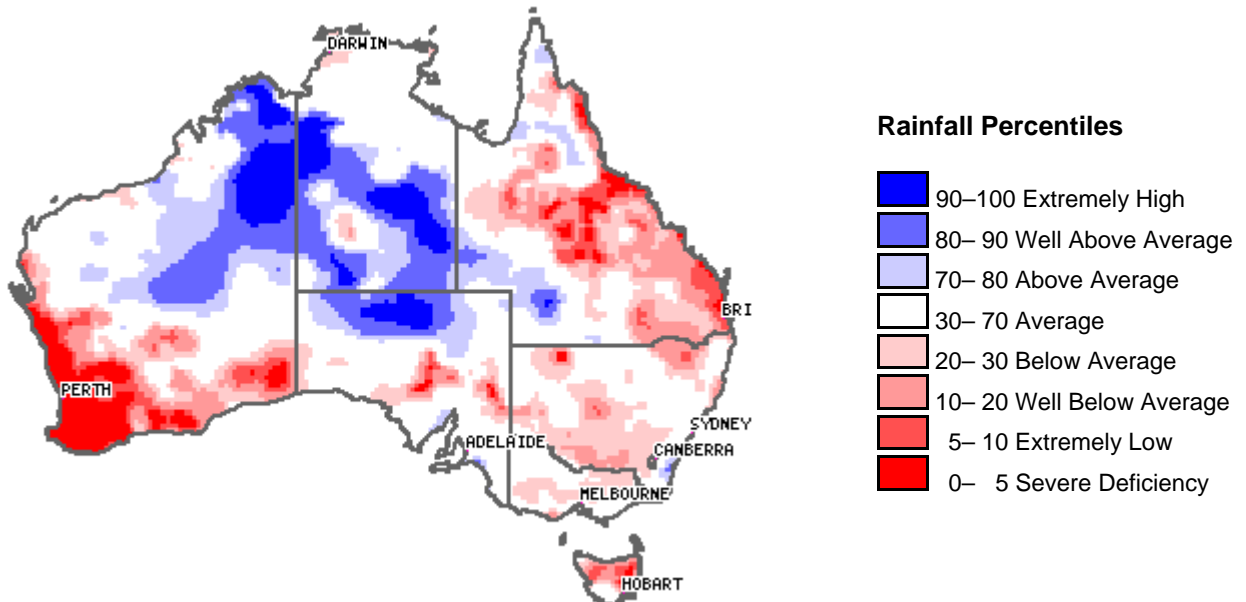 DARWIN
Rainfall Percentiles
90–100 Extremely High
80– 90 Well Above Average
70– 80 Above Average
30– 70 Average
20– 30 Below Average
10– 20 Well Below Average
5– 10 Extremely Low
0– 5 Severe Deficiency
BRI
PERTH
SYDNEY
ADELAIDE
CANBERRA
MELBOURNE
HOBART